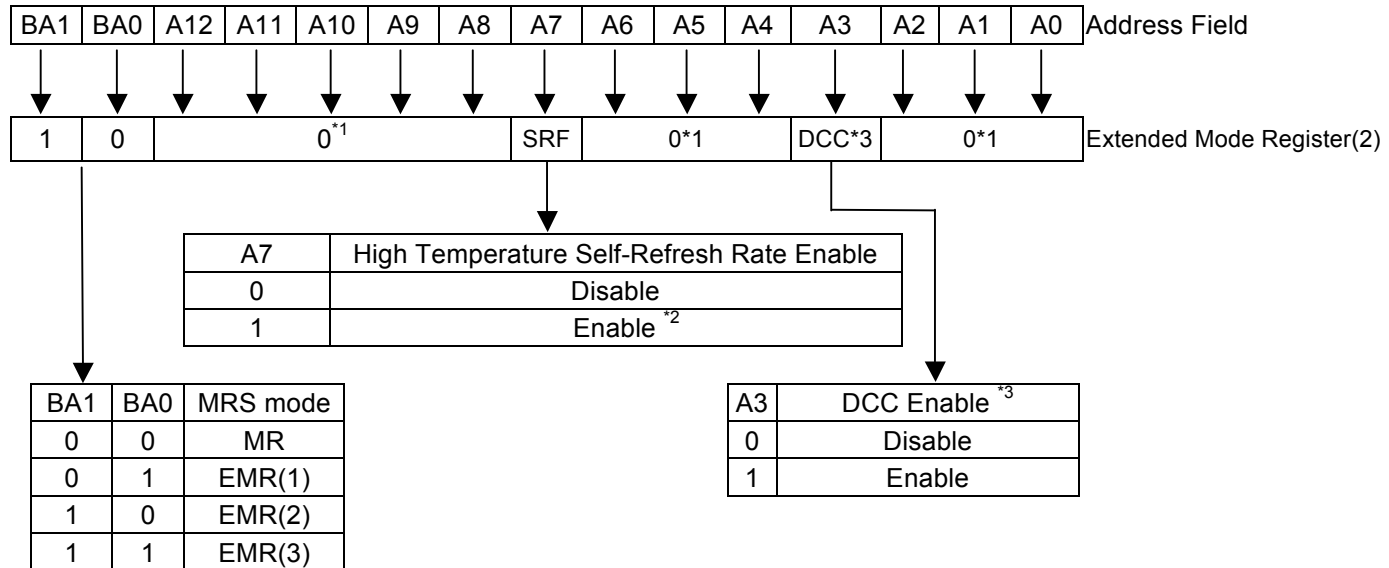 BA1 BA0 A12 A11 A10 A9 A8 A7 A6 A5 A4 A3 A2 A1 A0 Address Field
1 0 0*1 SRF 0*1 DCC*3 0*1 Extended Mode Register(2)
A7 High Temperature Self-Refresh Rate Enable
0 Disable
1 Enable *2
BA1 BA0 MRS mode
0 0 MR
0 1 EMR(1)
1 0 EMR(2)
1 1 EMR(3)
A3 DCC Enable *3
0 Disable
1 Enable